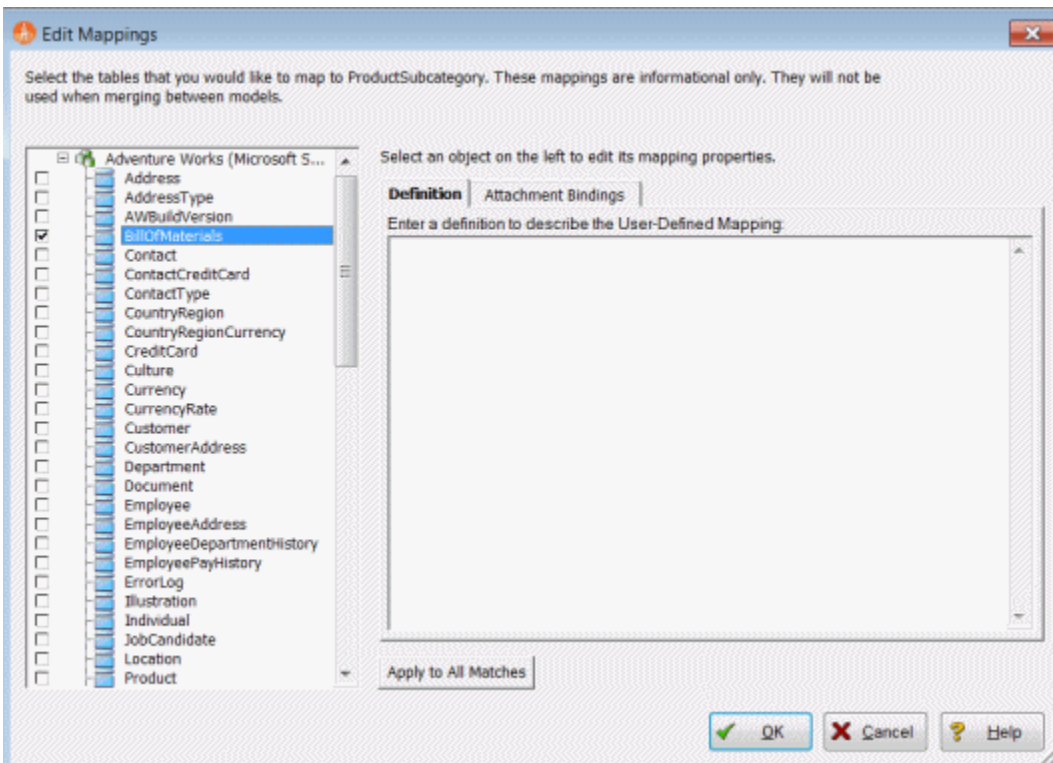 Edit Mappings
Select the tables that you would like to map to ProductSubcategory. These mappings are informational only. They will not be
used when merging between models.
Adventure Works (Microsoft S...
Address
AddressType
AWBuildVersion
BillOfMaterials
Contact
ContactCreditCard
ContactType
CountryRegion
CountryRegionCurrency
CreditCard
Culture
Currency
CurrencyRate
Customer
CustomerAddress
Department
Document
Employee
EmployeeAddress
EmployeeDepartmentHistory
EmployeePayHistory
ErrorLog
Illustration
Individual
JobCandidate
Location
Product
Select an object on the left to edit its mapping properties.
Definition Attachment Bindings
Enter a definition to describe the User-Defined Mapping:
Apply to All Matches
OK Cancel Help